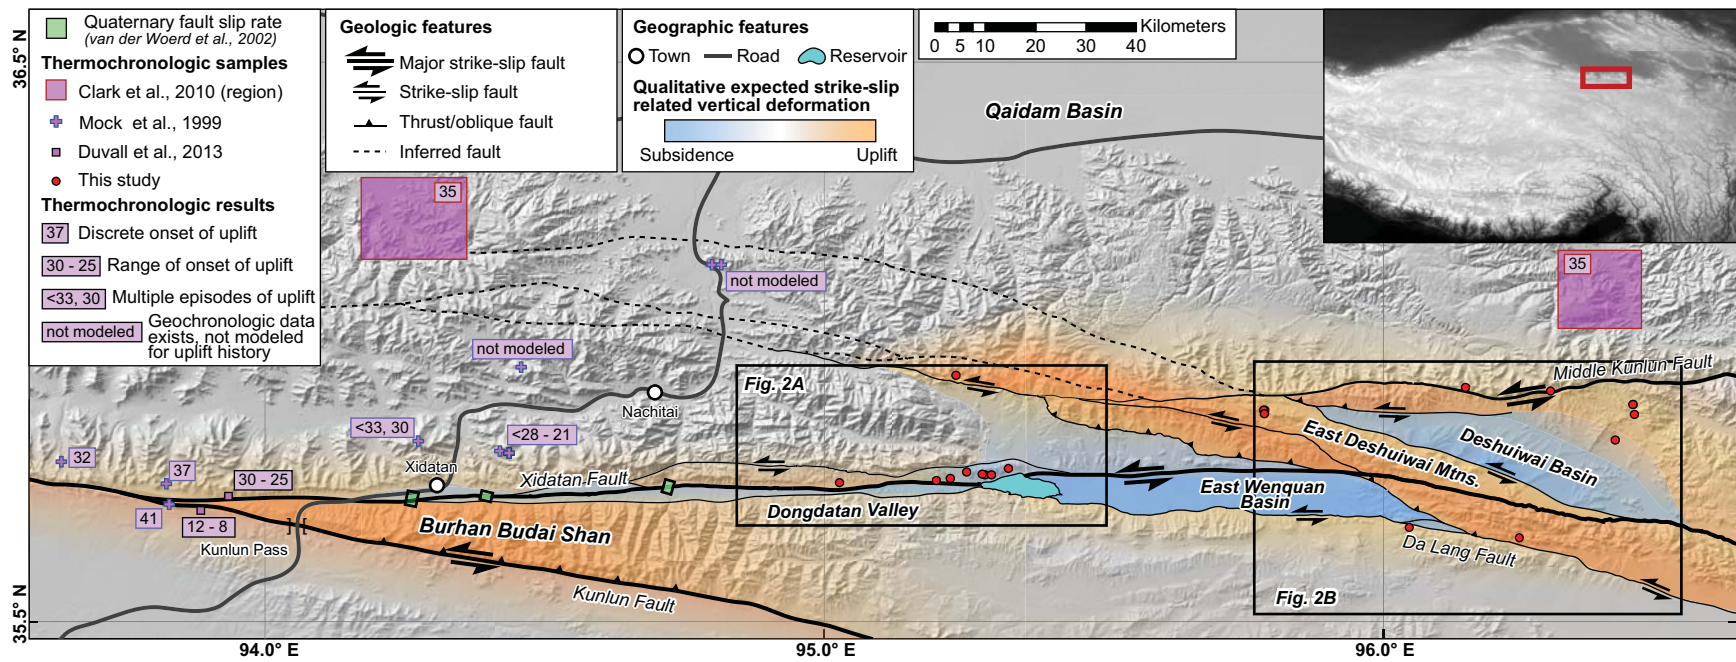 Quaternary fault slip rate
(van der Woerd et al., 2002)
Thermochronologic samples
Clark et al., 2010 (region)
Mock et al., 1999
Duvall et al., 2013
This study
Thermochronologic results
37 Discrete onset of uplift
30 - 25 Range of onset of uplift
<33, 30 Multiple episodes of uplift
not modeled Geochronologic data
exists, not modeled
for uplift history
Geologic features
Major strike-slip fault
Strike-slip fault
Thrust/oblique fault
Inferred fault
Geographic features
Town Road Reservoir
Qualitative expected strike-slip
related vertical deformation
Subsidence Uplift
Kilometers
0 5 10 20 30 40
36.5° N
35.5° N
94.0° E
95.0° E
96.0° E
Qaidam Basin
35
35
not modeled
not modeled
Nachitai
<33, 30
<28 - 21
Xidatan
Xidatan Fault
32
37
30 - 25
41
12 - 8
Kunlun Pass
Burhan Budai Shan
Kunlun Fault
Fig. 2A
Dongdatan Valley
East Wenquan
Basin
Middle Kunlun Fault
East Deshuiwai Mtns.
Deshuiwai Basin
Da Lang Fault
Fig. 2B